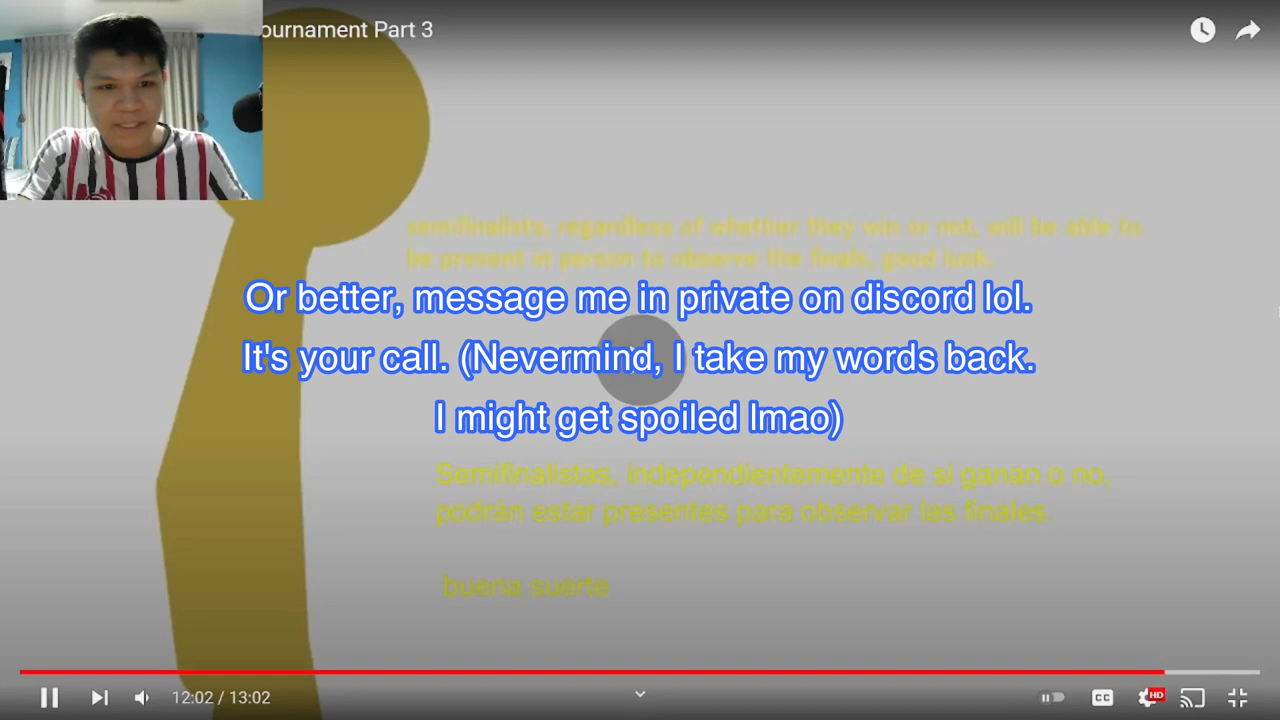 ournament Part 3
semifinalists, regardless of whether they win or not, will be able to
be present in person to observe the finals, good luck.
Or better, message me in private on discord lol.
It's your call. (Nevermind, I take my words back.
I might get spoiled lmao)
Semifinalistas, independientemente de si ganan o no,
podrán estar presentes para observar las finales.
buena suerte
12:02 / 13:02
CC
HD